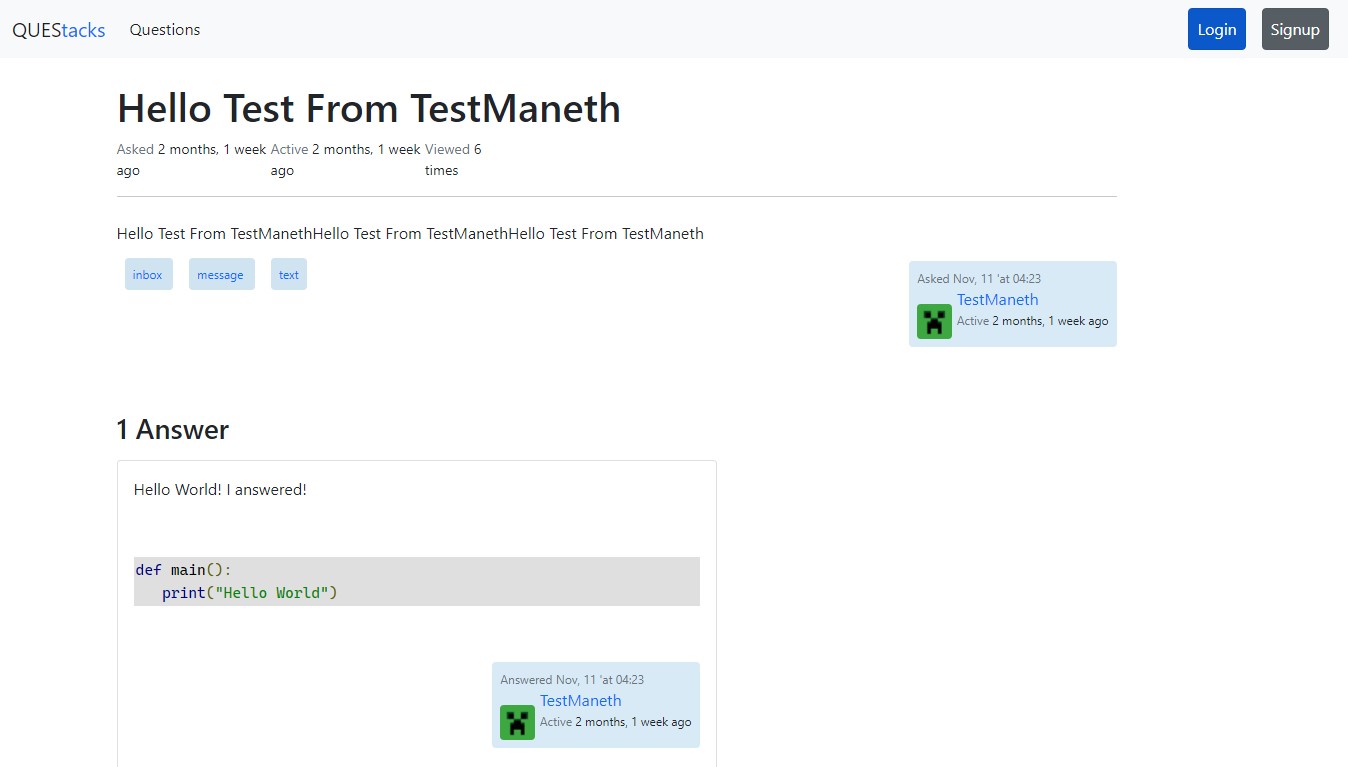 QUEStacks Questions Login Signup
Hello Test From TestManeth
Asked 2 months, 1 week ago Active 2 months, 1 week ago Viewed 6 times
Hello Test From TestManethHello Test From TestManethHello Test From TestManeth
inbox message text
Asked Nov, 11 'at 04:23
TestManeth
Active 2 months, 1 week ago
1 Answer
Hello World! I answered!
def main():
   print("Hello World")
Answered Nov, 11 'at 04:23
TestManeth
Active 2 months, 1 week ago